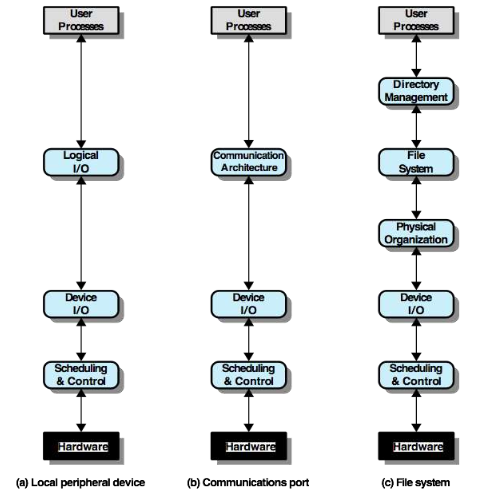 User
Processes
Logical
I/O
Device
I/O
Scheduling
& Control
Hardware
(a) Local peripheral device
User
Processes
Communication
Architecture
Device
I/O
Scheduling
& Control
Hardware
(b) Communications port
User
Processes
Directory
Management
File
System
Physical
Organization
Device
I/O
Scheduling
& Control
Hardware
(c) File system